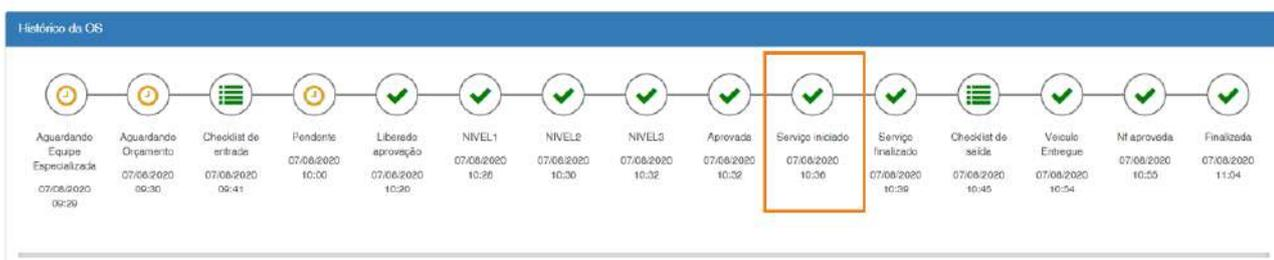 Histórico da OS
Aguardando
Equipe
Especializada
07/08/2020
09:29
Aguardando
Orçamento
07/08/2020
09:30
Checklist de
entrada
07/08/2020
09:41
Pendente
07/08/2020
10:00
Liberado
aprovação
07/08/2020
10:20
NIVEL1
07/08/2020
10:28
NIVEL2
07/08/2020
10:30
NIVEL3
07/08/2020
10:32
Aprovada
07/08/2020
10:32
Serviço iniciado
07/08/2020
10:36
Serviço
finalizado
07/08/2020
10:39
Checklist de
saída
07/08/2020
10:45
Veiculo
Entregue
07/08/2020
10:54
Nf aprovada
07/08/2020
10:55
Finalizada
07/08/2020
11:04